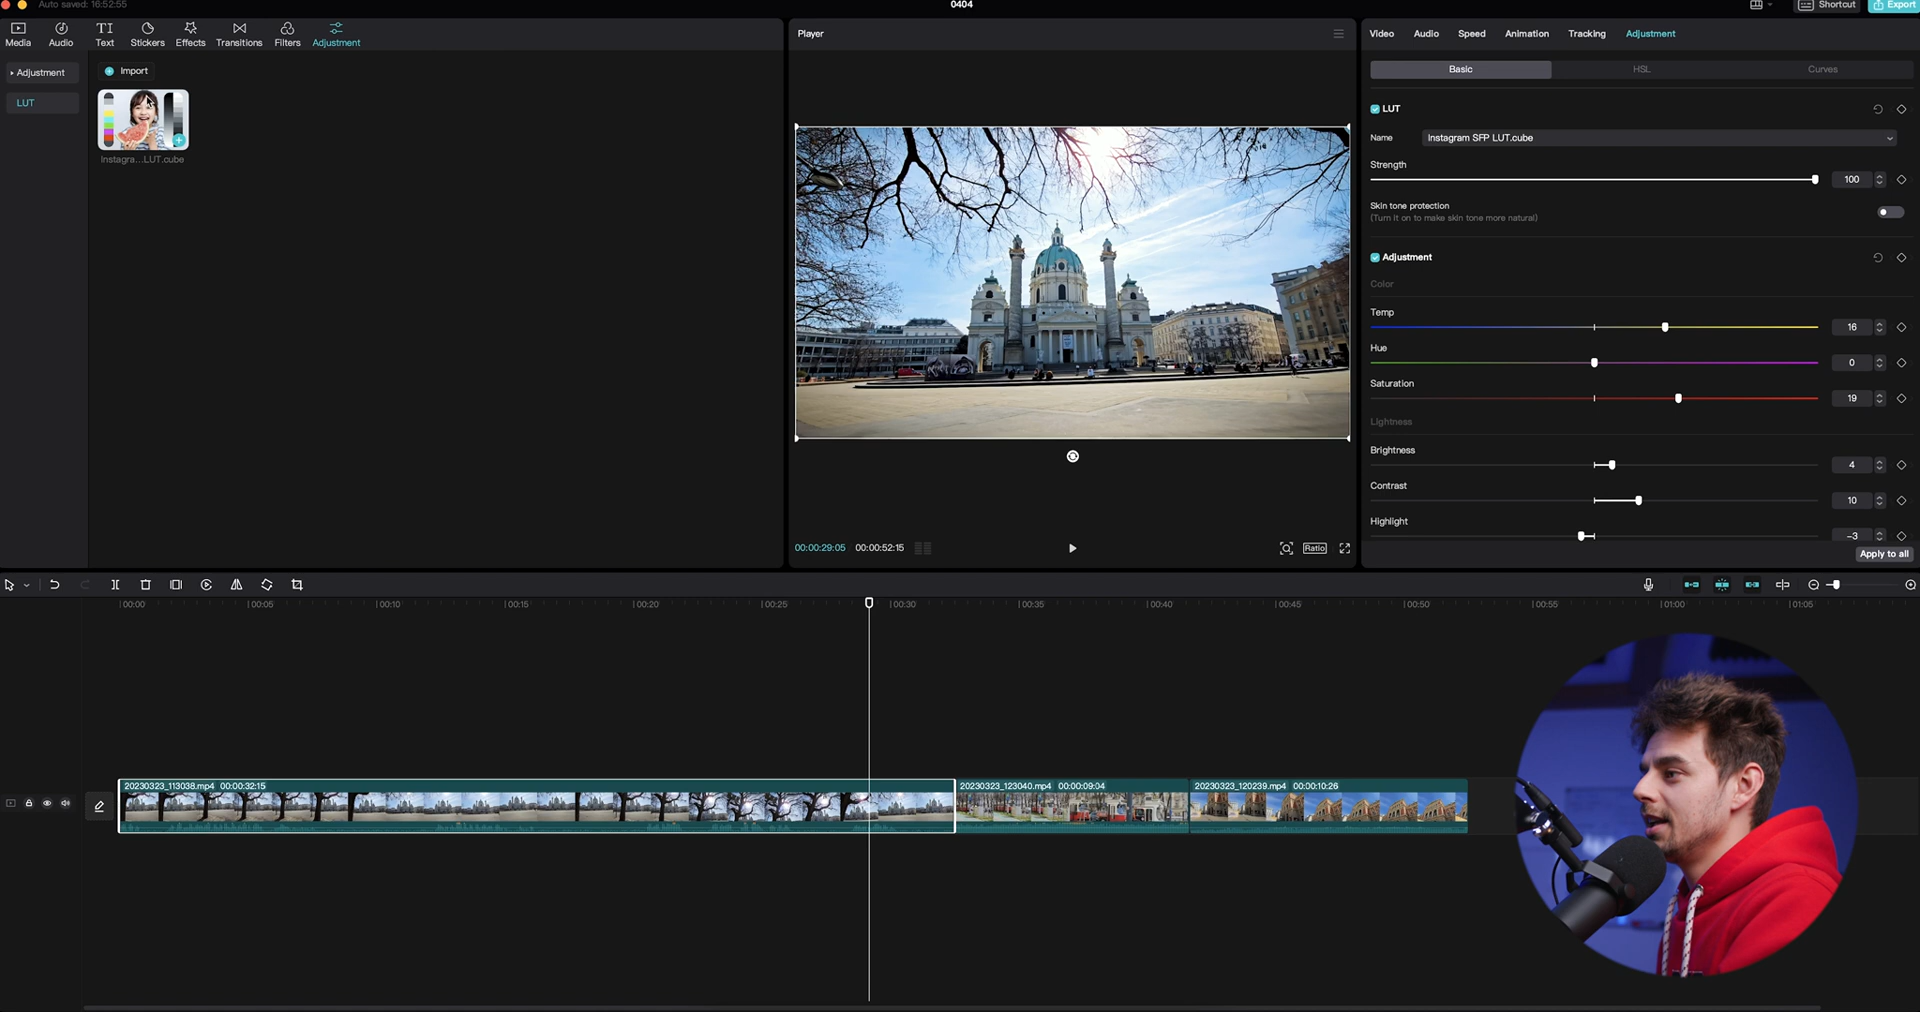 Auto saved: 16:52:55
0404
Shortcut
Export
Media
Audio
Text
Stickers
Effects
Transitions
Filters
Adjustment
Adjustment
LUT
Import
Instagra...LUT.cube
Player
00:00:29:05
00:00:52:15
Ratio
Video
Audio
Speed
Animation
Tracking
Adjustment
Basic
HSL
Curves
LUT
Name
Instagram SFP LUT.cube
Strength
100
Skin tone protection
(Turn it on to make skin tone more natural)
Adjustment
Color
Temp
16
Hue
0
Saturation
19
Lightness
Brightness
4
Contrast
10
Highlight
-3
Apply to all
00:00
00:05
00:10
00:15
00:20
00:25
00:30
00:35
00:40
00:45
00:50
00:55
01:00
01:05
20230323_113038.mp4 00:00:32:15
20230323_123040.mp4 00:00:09:04
20230323_120239.mp4 00:00:10:26